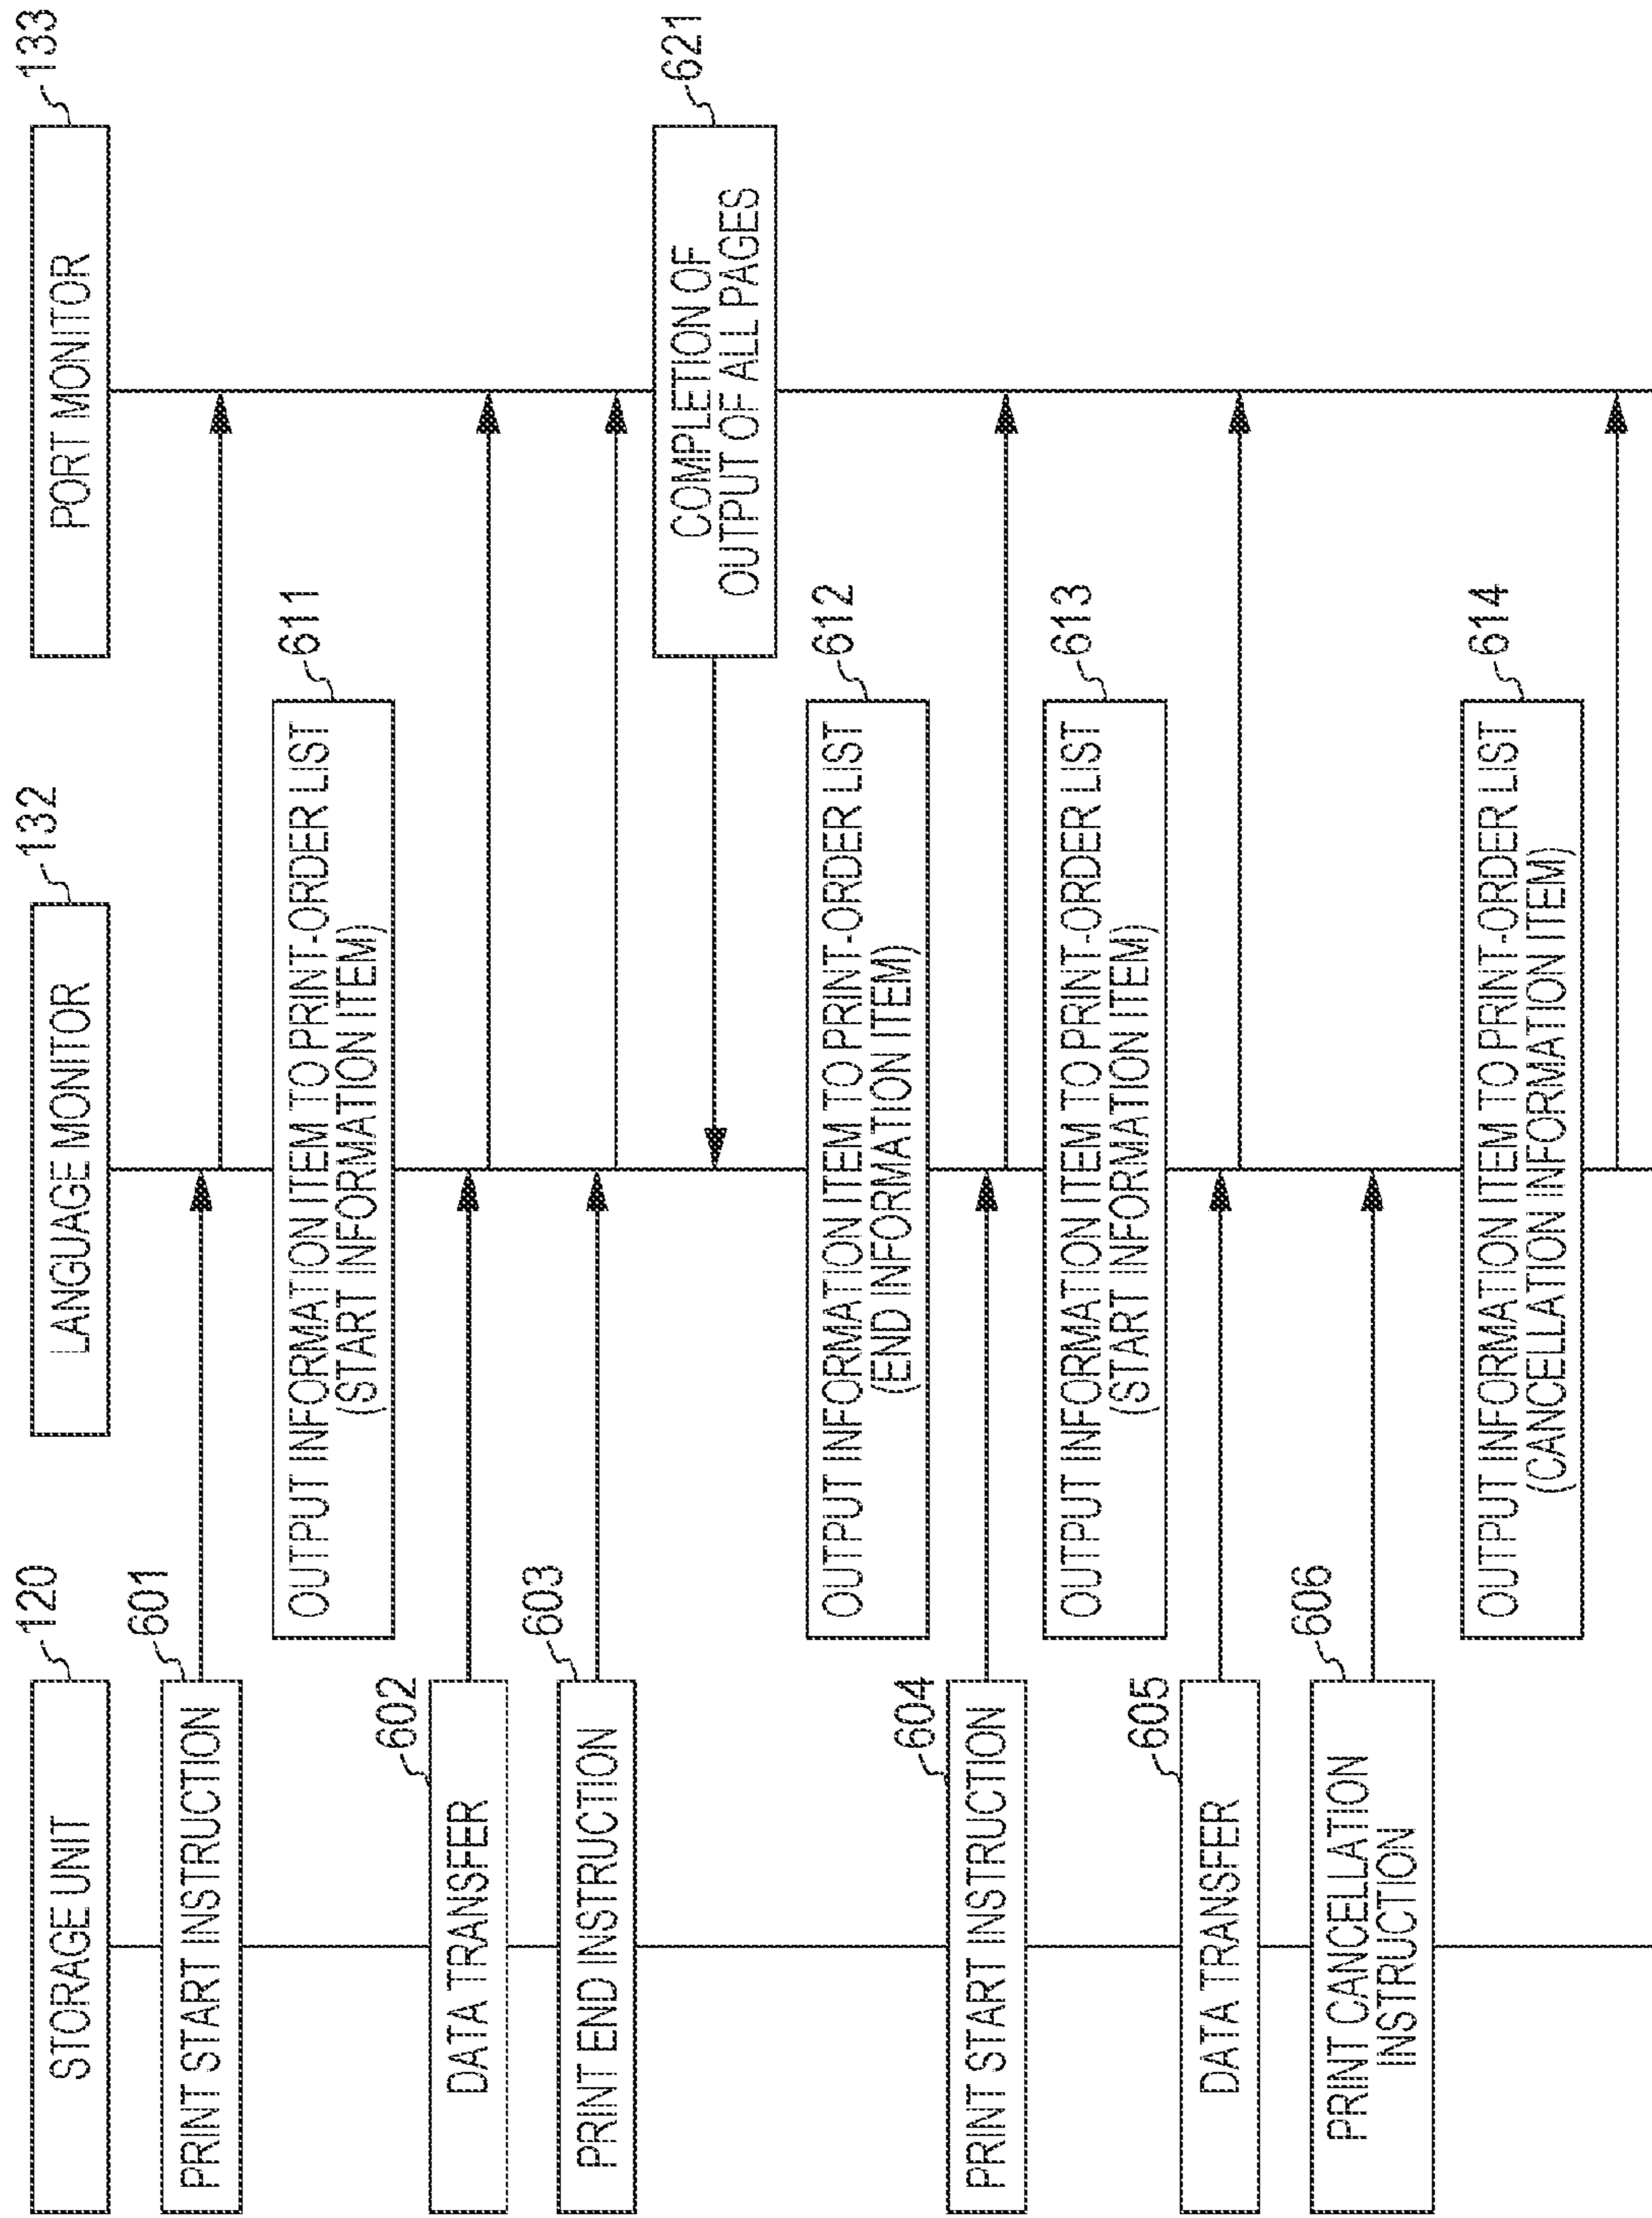 STORAGE UNIT
120
LANGUAGE MONITOR
132
PORT MONITOR
133
PRINT START INSTRUCTION
601
OUTPUT INFORMATION ITEM TO PRINT-ORDER LIST
(START INFORMATION ITEM)
611
DATA TRANSFER
602
PRINT END INSTRUCTION
603
COMPLETION OF
OUTPUT OF ALL PAGES
621
OUTPUT INFORMATION ITEM TO PRINT-ORDER LIST
(END INFORMATION ITEM)
612
PRINT START INSTRUCTION
604
OUTPUT INFORMATION ITEM TO PRINT-ORDER LIST
(START INFORMATION ITEM)
613
DATA TRANSFER
605
PRINT CANCELLATION
INSTRUCTION
606
OUTPUT INFORMATION ITEM TO PRINT-ORDER LIST
(CANCELLATION INFORMATION ITEM)
614